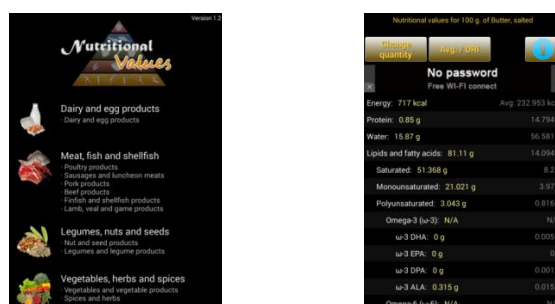 Version 1.2
Nutritional
Values
Dairy and egg products
· Dairy and egg products
Meat, fish and shellfish
· Poultry products
· Sausages and luncheon meats
· Pork products
· Beef products
· Finfish and shellfish products
· Lamb, veal and game products
Legumes, nuts and seeds
· Nut and seed products
· Legumes and legume products
Vegetables, herbs and spices
· Vegetables and vegetable products
· Spices and herbs
Nutritional values for 100 g. of Butter, salted
Change quantity
Avg. / DRI
No password
Free WI-FI connect
Energy: 717 kcal Avg: 232.953 kc
Protein: 0.85 g 14.794
Water: 15.87 g 56.581
Lipids and fatty acids: 81.11 g 14.094
Saturated: 51.368 g 8.2
Monounsaturated: 21.021 g 3.97
Polyunsaturated: 3.043 g 0.816
Omega-3 (ω-3): N/A N/
ω-3 DHA: 0 g 0.005
ω-3 EPA: 0 g 0
ω-3 DPA: 0 g 0.001
ω-3 ALA: 0.315 g 0.015
Omega-6 (ω-6): N/A